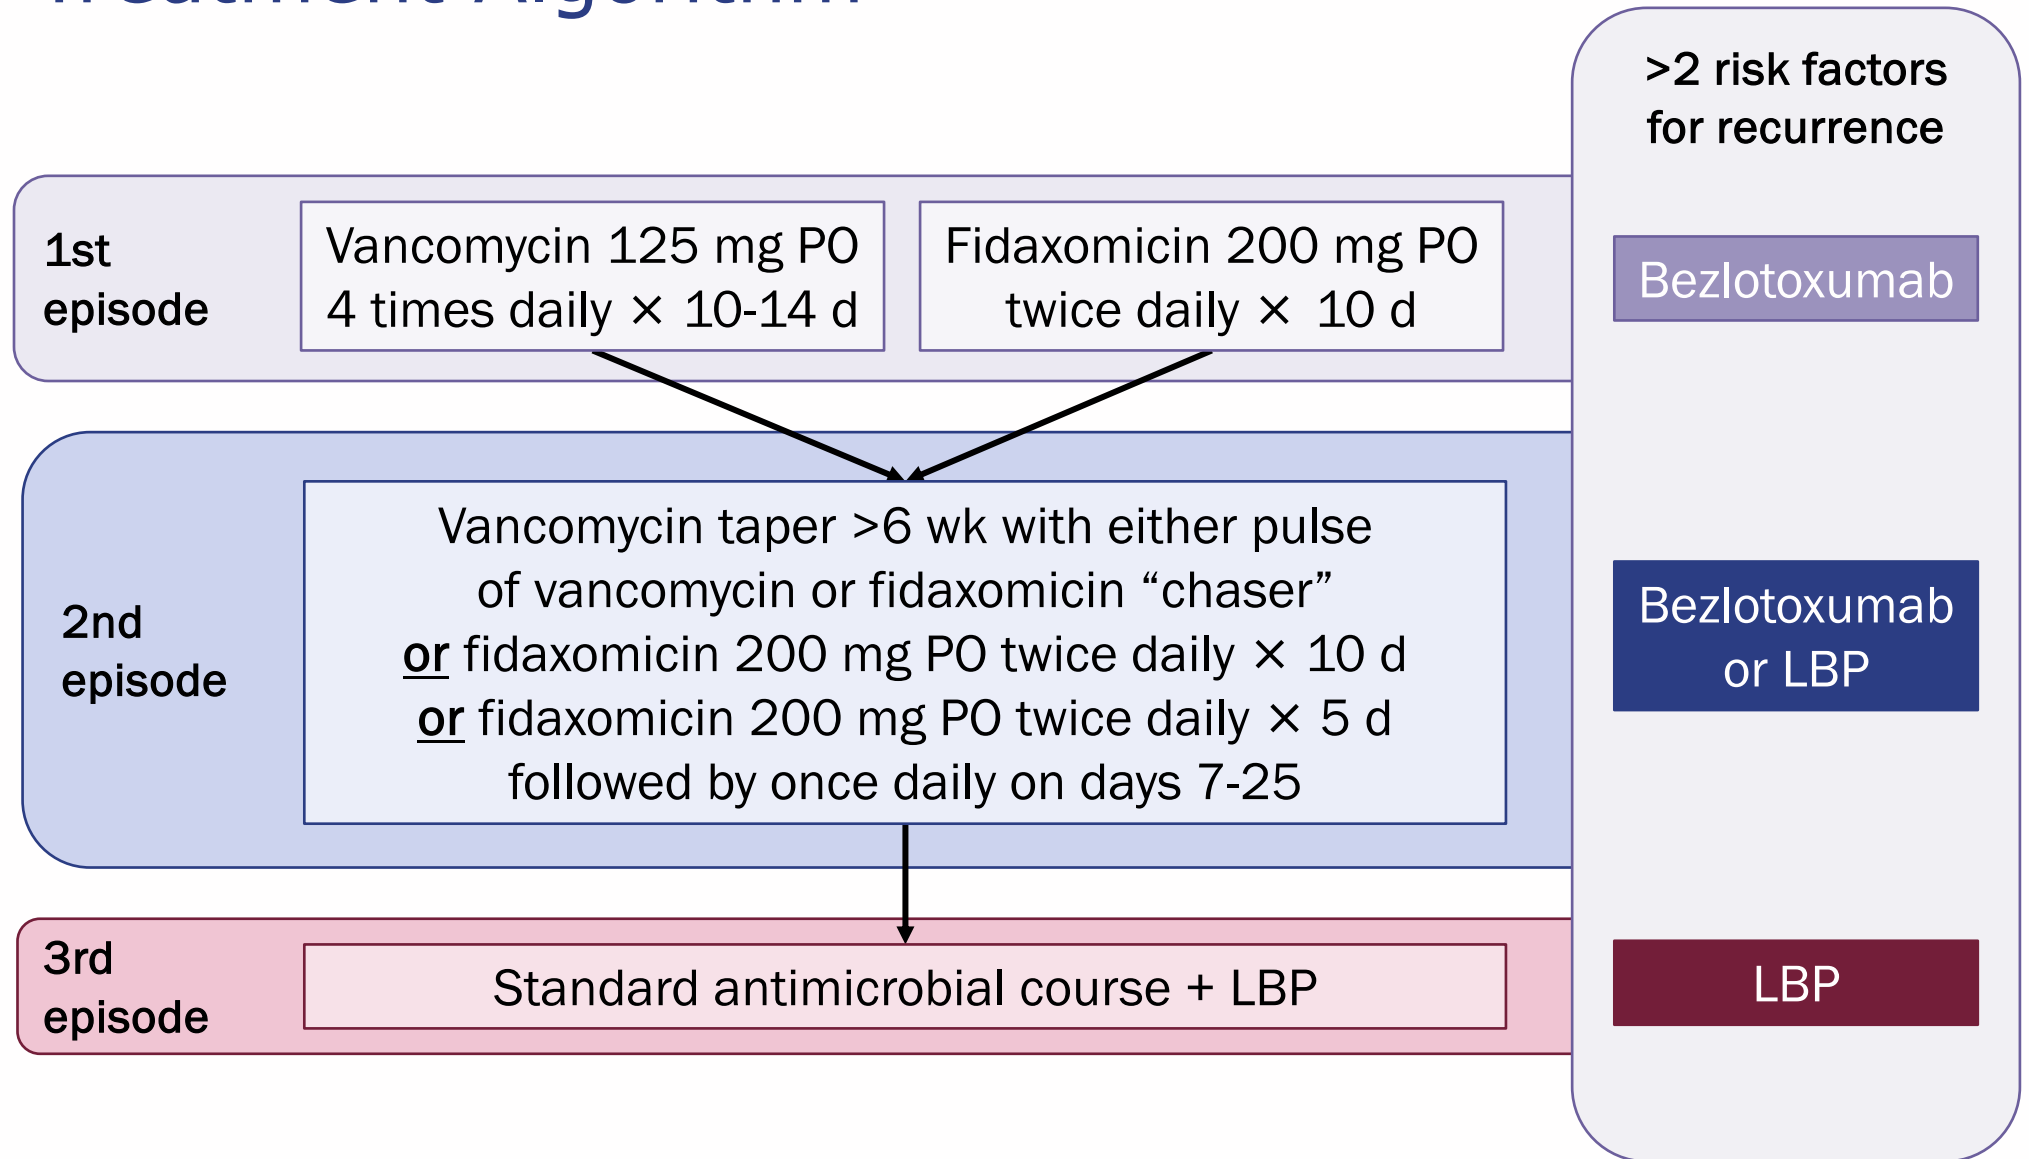 Treatment Algorithm
>2 risk factors
for recurrence
1st
episode
Vancomycin 125 mg PO
4 times daily × 10-14 d
Fidaxomicin 200 mg PO
twice daily × 10 d
Bezlotoxumab
2nd
episode
Vancomycin taper >6 wk with either pulse
of vancomycin or fidaxomicin “chaser”
or fidaxomicin 200 mg PO twice daily × 10 d
or fidaxomicin 200 mg PO twice daily × 5 d
followed by once daily on days 7-25
Bezlotoxumab
or LBP
3rd
episode
Standard antimicrobial course + LBP
LBP